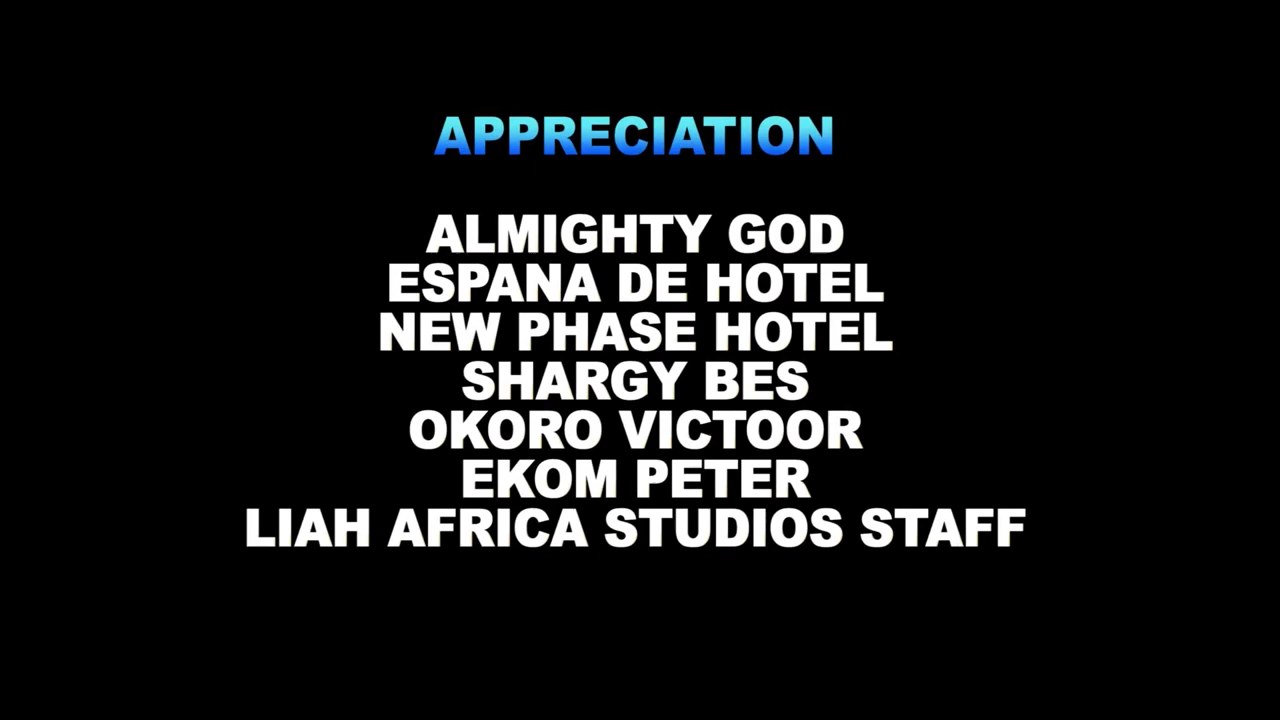 APPRECIATION
ALMIGHTY GOD
ESPANA DE HOTEL
NEW PHASE HOTEL
SHARGY BES
OKORO VICTOOR
EKOM PETER
LIAH AFRICA STUDIOS STAFF